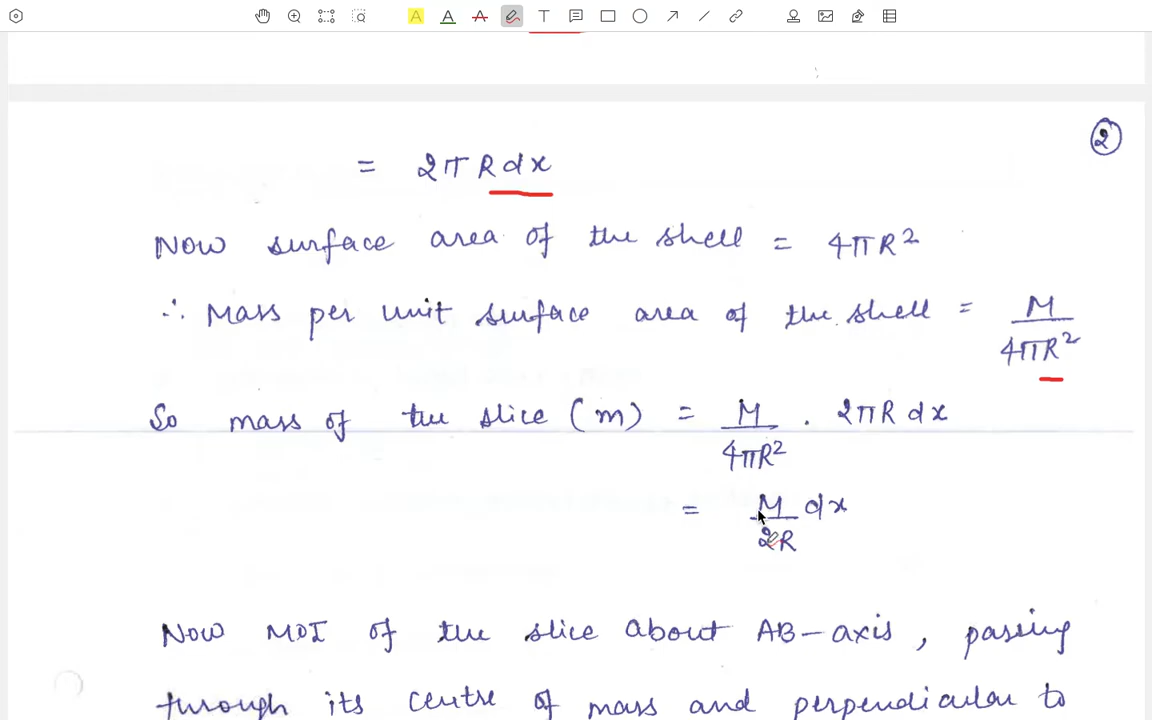 ②
= 2πR dx
Now surface area of the shell = 4πR²
∴ Mass per unit surface area of the shell = M/4πR²
So mass of the slice (m) = M/4πR² . 2πR dx
= M/2R dx
Now MOI of the slice about AB-axis, passing
through its centre of mass and perpendicular to